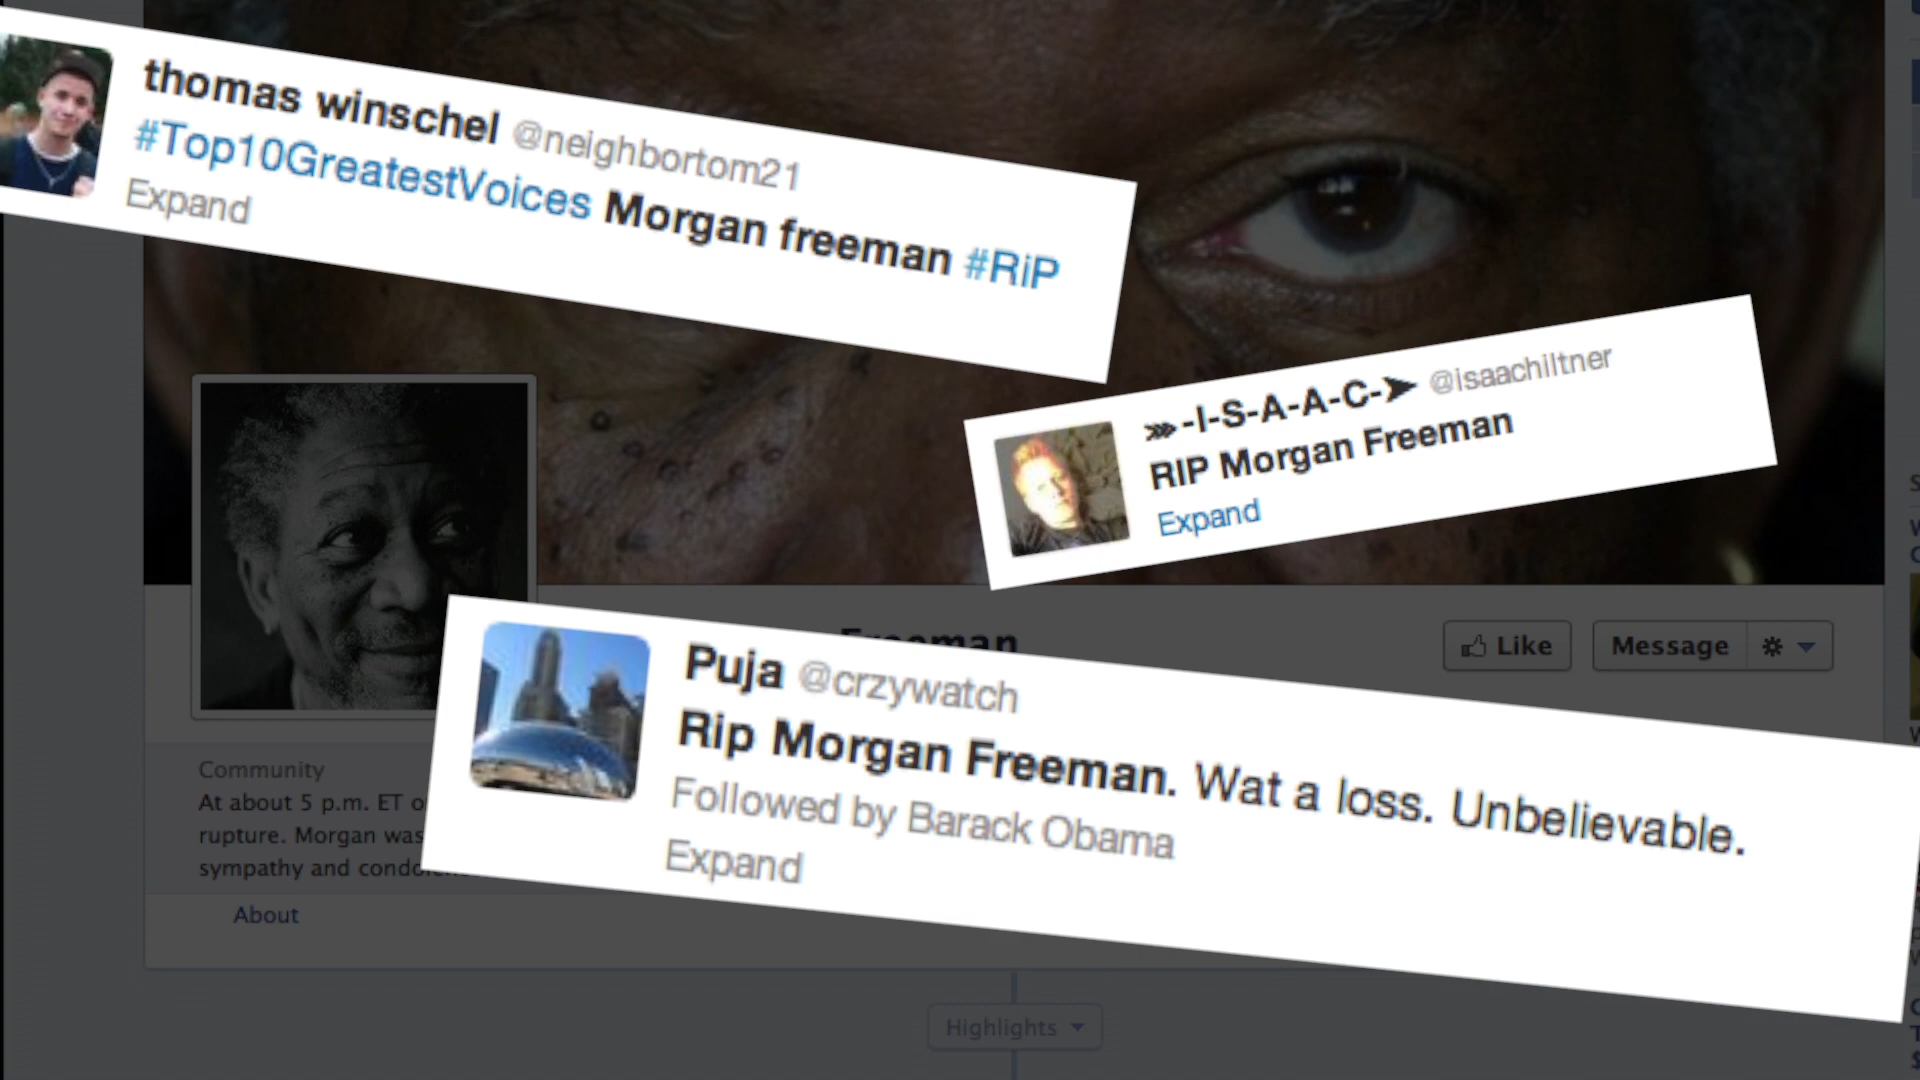 thomas winschel @neighbortom21
#Top10GreatestVoices Morgan freeman #RiP
Expand
➳-I-S-A-A-C-➤ @isaachiltner
RIP Morgan Freeman
Expand
Freeman
Like
Message
Puja @crzywatch
Rip Morgan Freeman. Wat a loss. Unbelievable.
Followed by Barack Obama
Expand
Community
At about 5 p.m. ET
rupture. Morgan was
sympathy and
About
Highlights